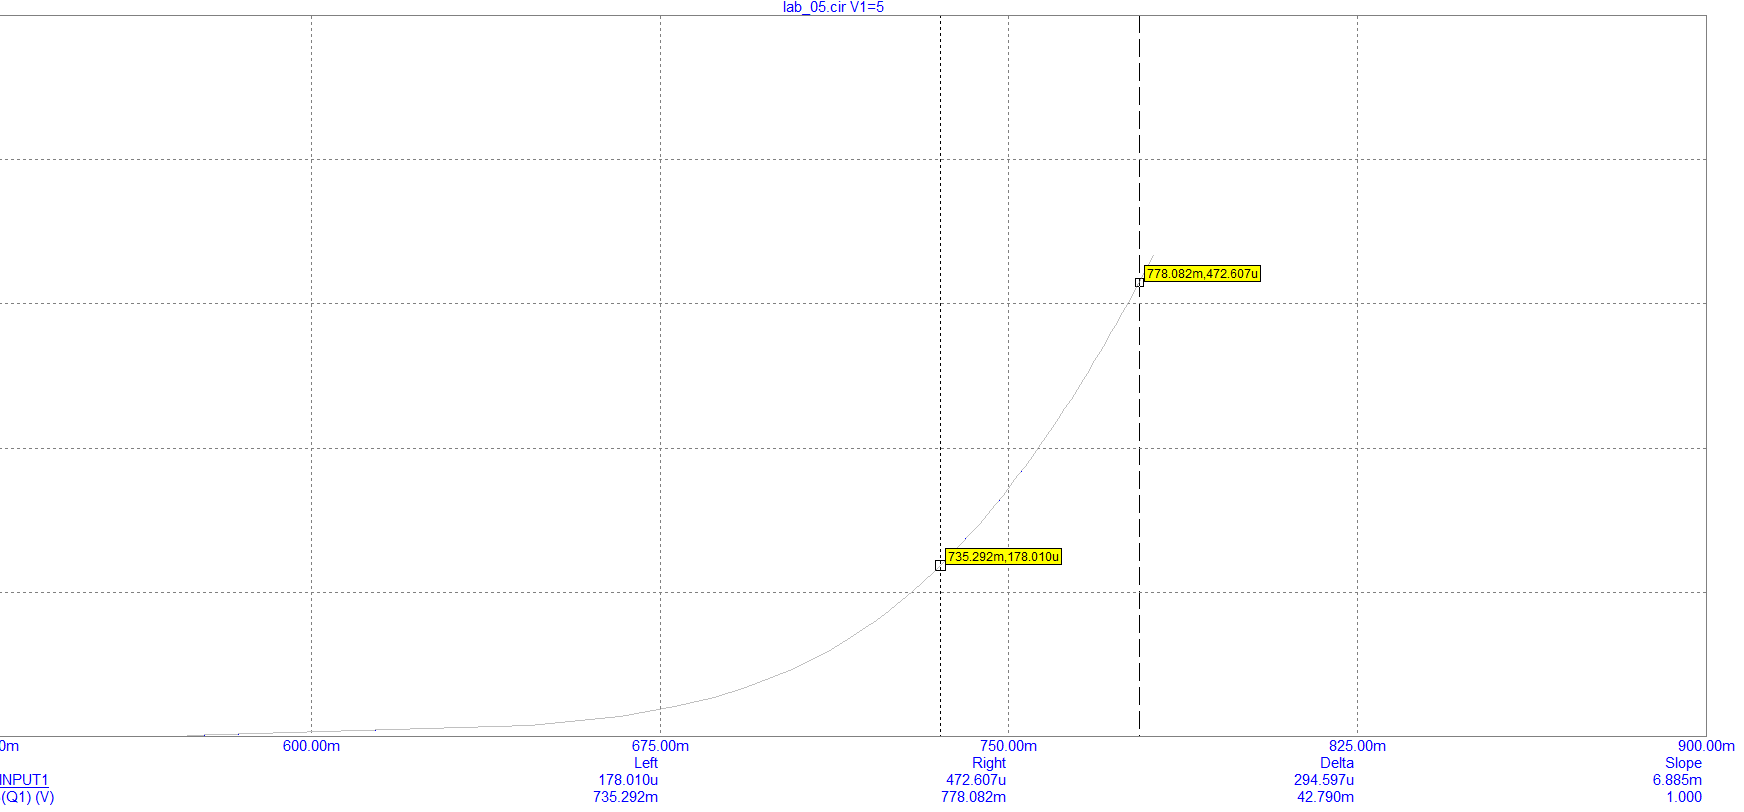 lab_05.cir V1=5
778.082m,472.607u
735.292m,178.010u
0m 600.00m 675.00m 750.00m 825.00m 900.00m
Left Right Delta Slope
INPUT1 178.010u 472.607u 294.597u 6.885m
(Q1) (V) 735.292m 778.082m 42.790m 1.000